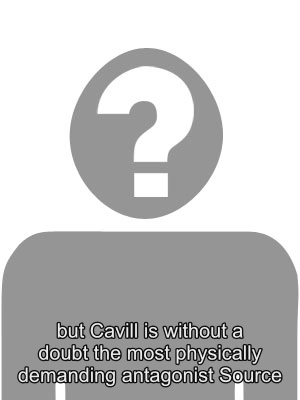 ?
but Cavill is without a
doubt the most physically
demanding antagonist Source